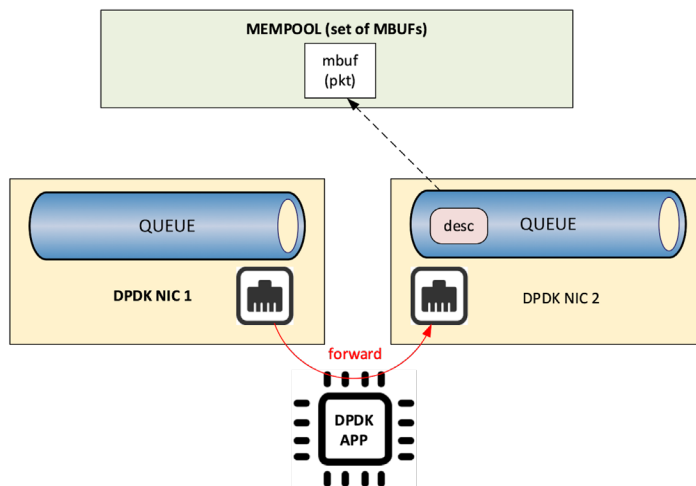 MEMPOOL (set of MBUFs)
mbuf
(pkt)
QUEUE
desc
QUEUE
DPDK NIC 1
DPDK NIC 2
forward
DPDK
APP